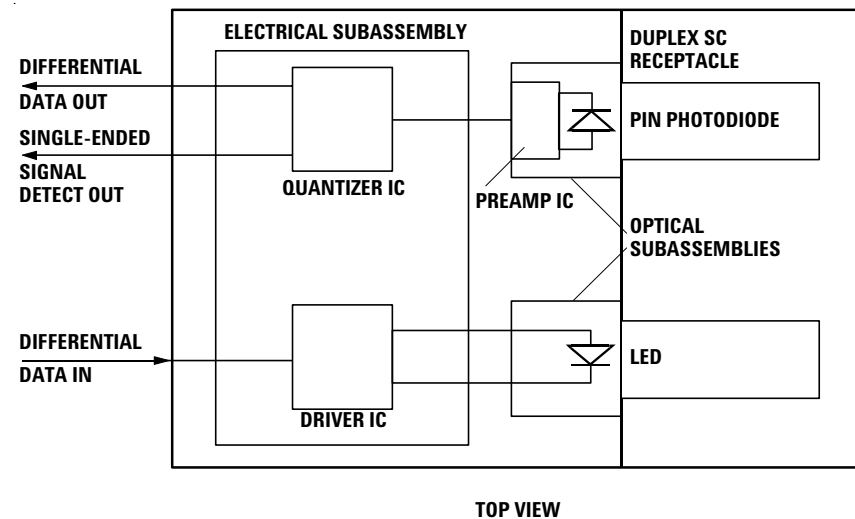 ELECTRICAL SUBASSEMBLY
DUPLEX SC
RECEPTACLE
DIFFERENTIAL
DATA OUT
PIN PHOTODIODE
SINGLE-ENDED
SIGNAL
DETECT OUT
QUANTIZER IC
PREAMP IC
OPTICAL
SUBASSEMBLIES
DIFFERENTIAL
DATA IN
LED
DRIVER IC
TOP VIEW